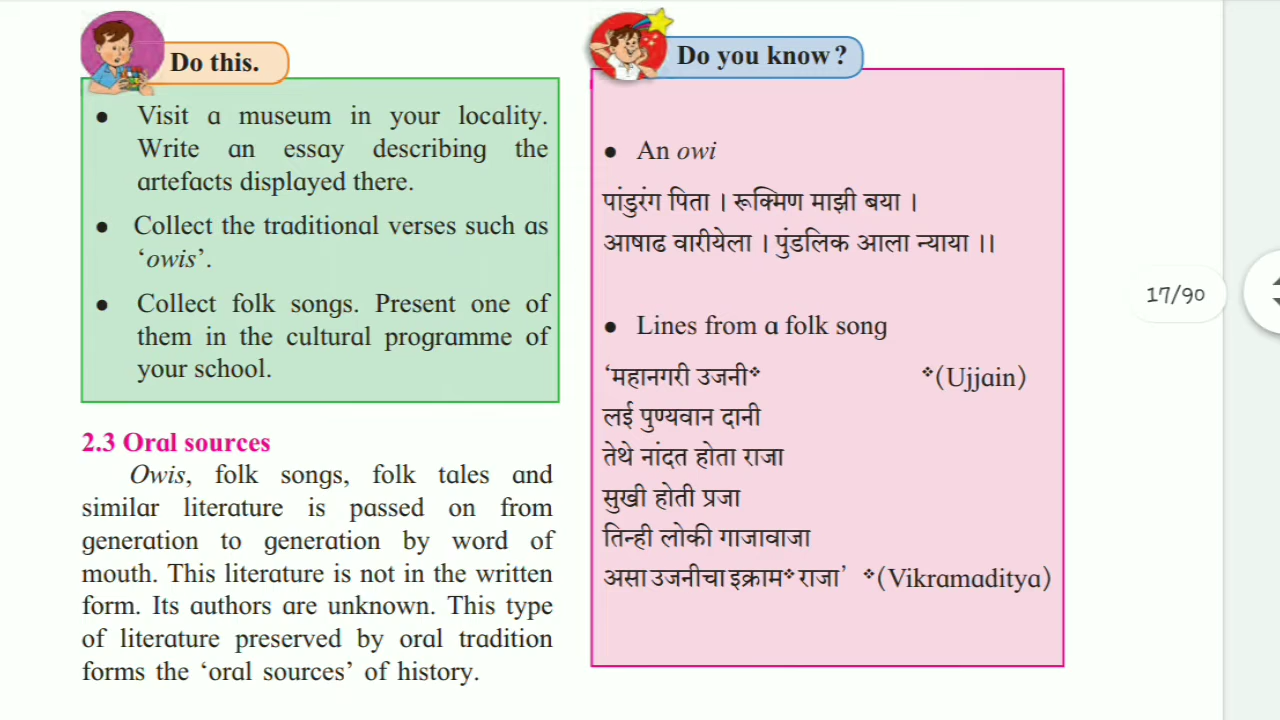 Do this.
• Visit a museum in your locality.
Write an essay describing the
artefacts displayed there.
• Collect the traditional verses such as
‘owis’.
• Collect folk songs. Present one of
them in the cultural programme of
your school.
2.3 Oral sources
Owis, folk songs, folk tales and
similar literature is passed on from
generation to generation by word of
mouth. This literature is not in the written
form. Its authors are unknown. This type
of literature preserved by oral tradition
forms the ‘oral sources’ of history.
Do you know ?
• An owi
पांडुरंग पिता । रूक्मिण माझी बया ।
आषाढ वारीयेला । पुंडलिक आला न्याया ।।
• Lines from a folk song
‘महानगरी उजनी❖ ❖(Ujjain)
लई पुण्यवान दानी
तेथे नांदत होता राजा
सुखी होती प्रजा
तिन्ही लोकी गाजावाजा
असा उजनीचा इक्राम❖ राजा’ ❖(Vikramaditya)
17/90